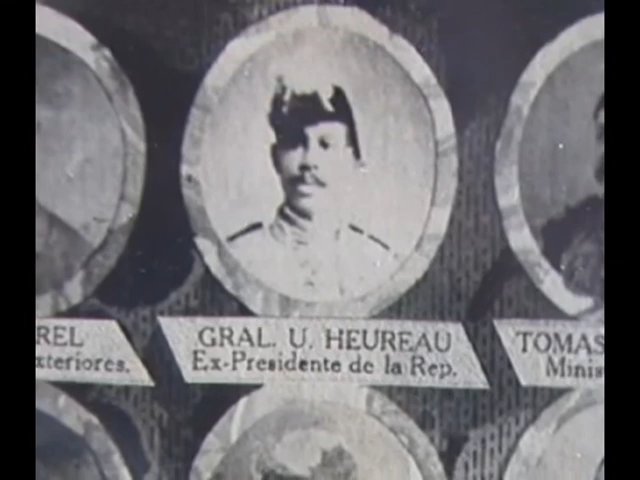 REL
xteriores.
GRAL. U. HEUREAU
Ex-Presidente de la Rep.
TOMAS
Minis